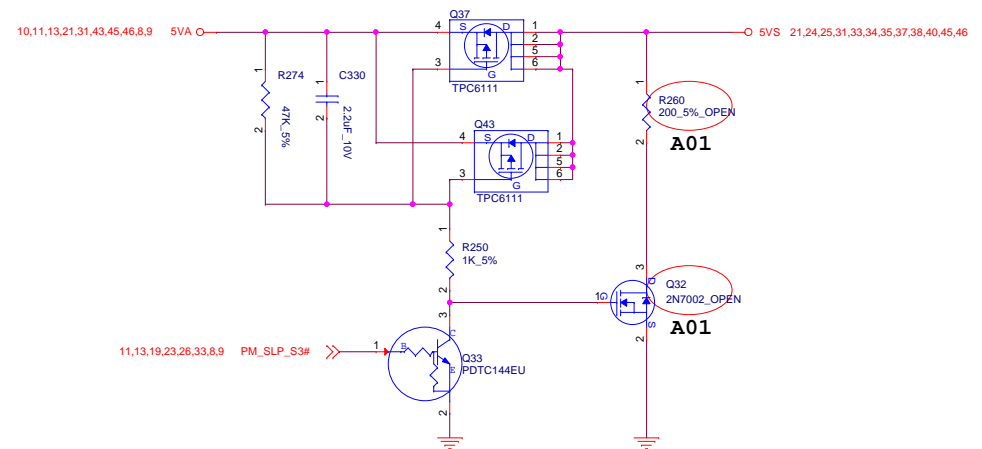 Q37
10,11,13,21,31,43,45,46,8,9 5VA 4 S D 1 5VS 21,24,25,31,33,34,35,37,38,40,45,46
2
5
3 G 6
TPC6111
1 R274 2 47K_5%
1 C330 2 2.2uF_10V
1 R260 2
200_5%_OPEN
A01
Q43
4 S D 1
2
5
3 G 6
TPC6111
1 R250 2
1K_5%
3 D Q32
1 G 2N7002_OPEN
S A01
2
3 C
11,13,19,23,26,33,8,9 PM_SLP_S3# 1 B Q33
E PDTC144EU
2